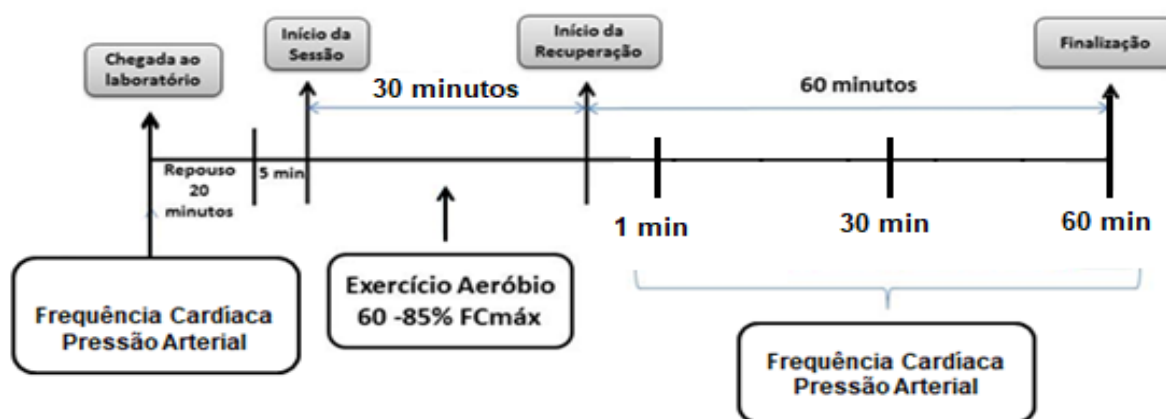 Chegada ao
laboratório
Início da
Sessão
30 minutos
Início da
Recuperação
60 minutos
Finalização
Repouso
20
minutos
5 min
1 min
30 min
60 min
Frequência Cardíaca
Pressão Arterial
Exercício Aeróbio
60 -85% FCmáx
Frequência Cardíaca
Pressão Arterial